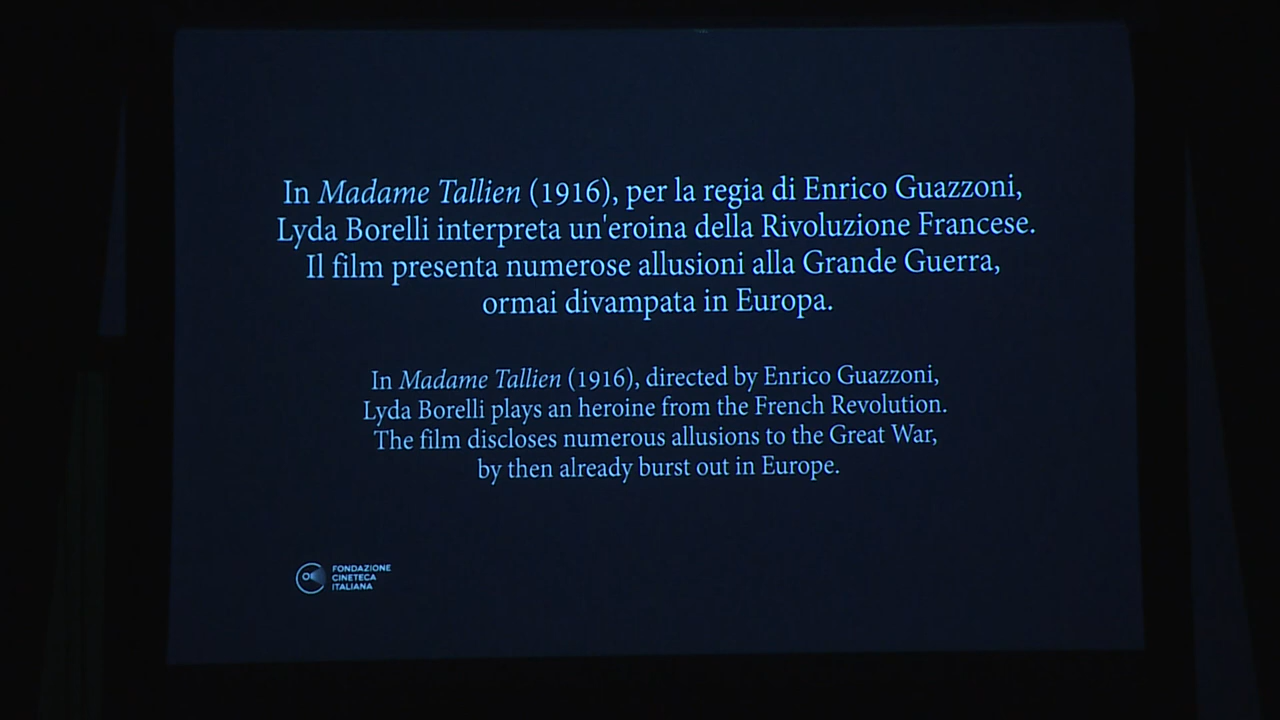 In Madame Tallien (1916), per la regia di Enrico Guazzoni,
Lyda Borelli interpreta un'eroina della Rivoluzione Francese.
Il film presenta numerose allusioni alla Grande Guerra,
ormai divampata in Europa.
In Madame Tallien (1916), directed by Enrico Guazzoni,
Lyda Borelli plays an heroine from the French Revolution.
The film discloses numerous allusions to the Great War,
by then already burst out in Europe.
FONDAZIONE
CINETECA
ITALIANA